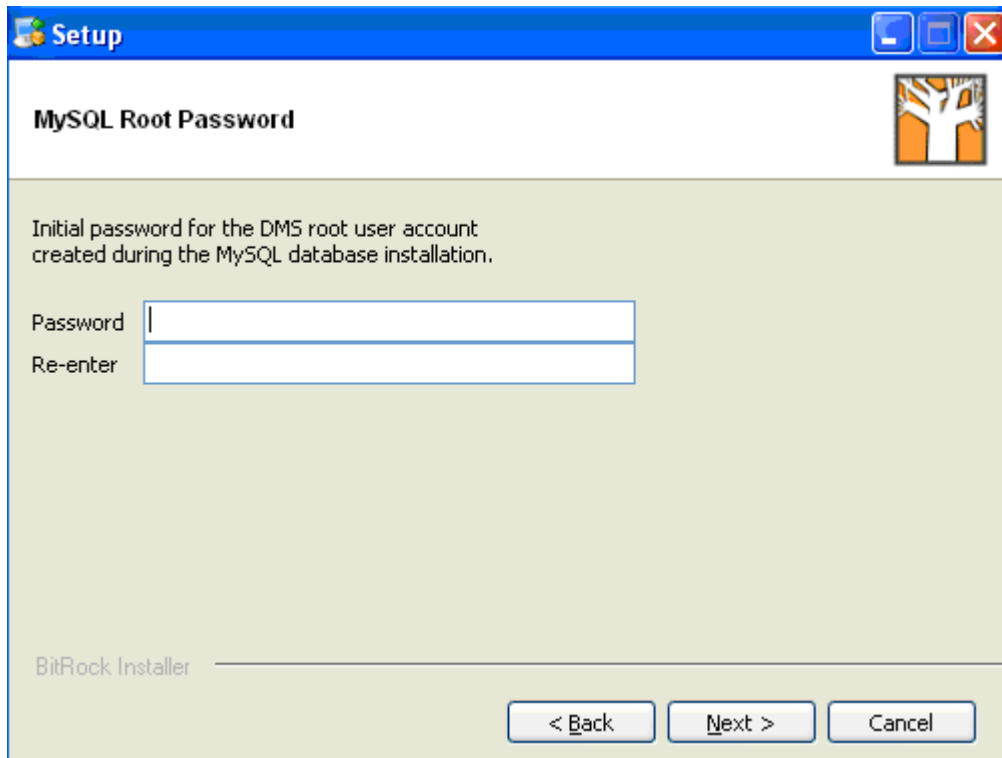 Setup
MySQL Root Password
Initial password for the DMS root user account
created during the MySQL database installation.
Password
Re-enter
BitRock Installer
< Back
Next >
Cancel